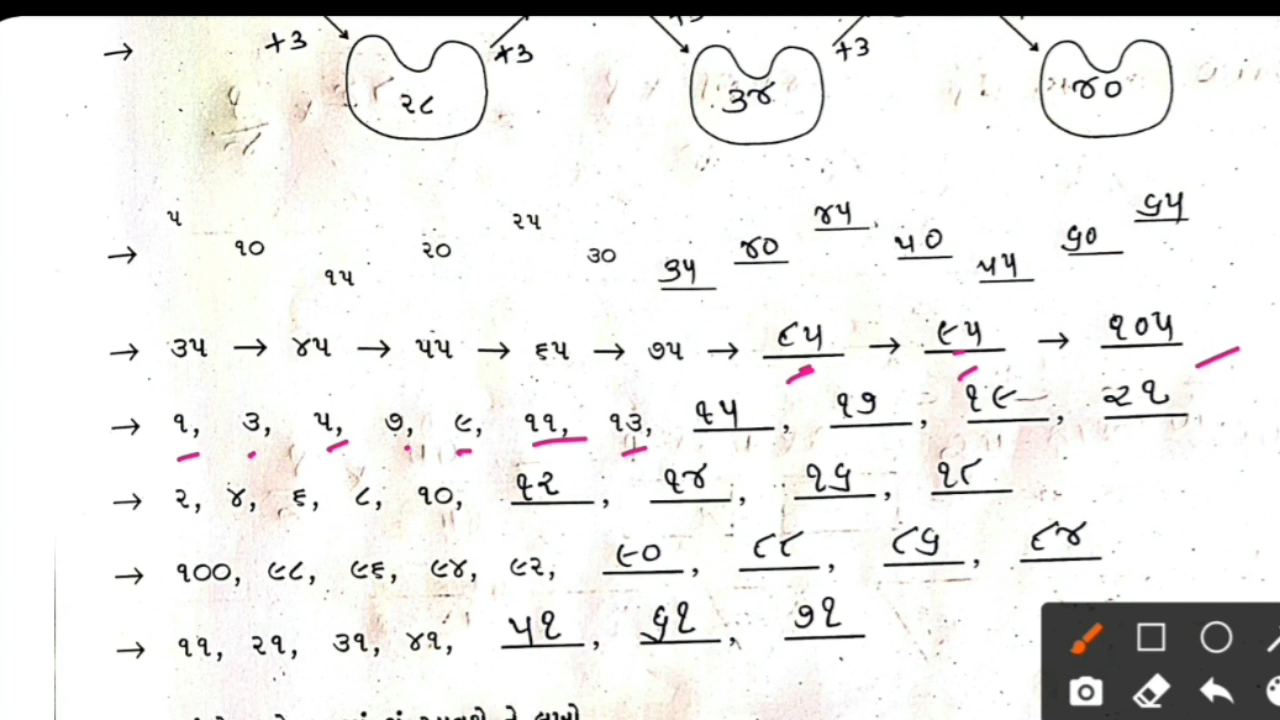 → +3 ૨૮ +3 +3 ૩૪ +3 ૪૦
→ ૫ ૧૦ ૧૫ ૨૦ ૨૫ ૩૦ ૩૫ ૪૦ ૪૫ ૫૦ ૫૫ ૬૦ ૬૫
→ ૩૫ → ૪૫ → ૫૫ → ૬૫ → ૭૫ → ૮૫ → ૯૫ → ૧૦૫
→ ૧, ૩, ૫, ૭, ૯, ૧૧, ૧૩, ૧૫, ૧૭, ૧૯, ૨૧
→ ૨, ૪, ૬, ૮, ૧૦, ૧૨, ૧૪, ૧૬, ૧૮
→ ૧૦૦, ૯૮, ૯૬, ૯૪, ૯૨, ૯૦, ૮૮, ૮૬, ૮૪
→ ૧૧, ૨૧, ૩૧, ૪૧, ૫૧, ૬૧, ૭૧